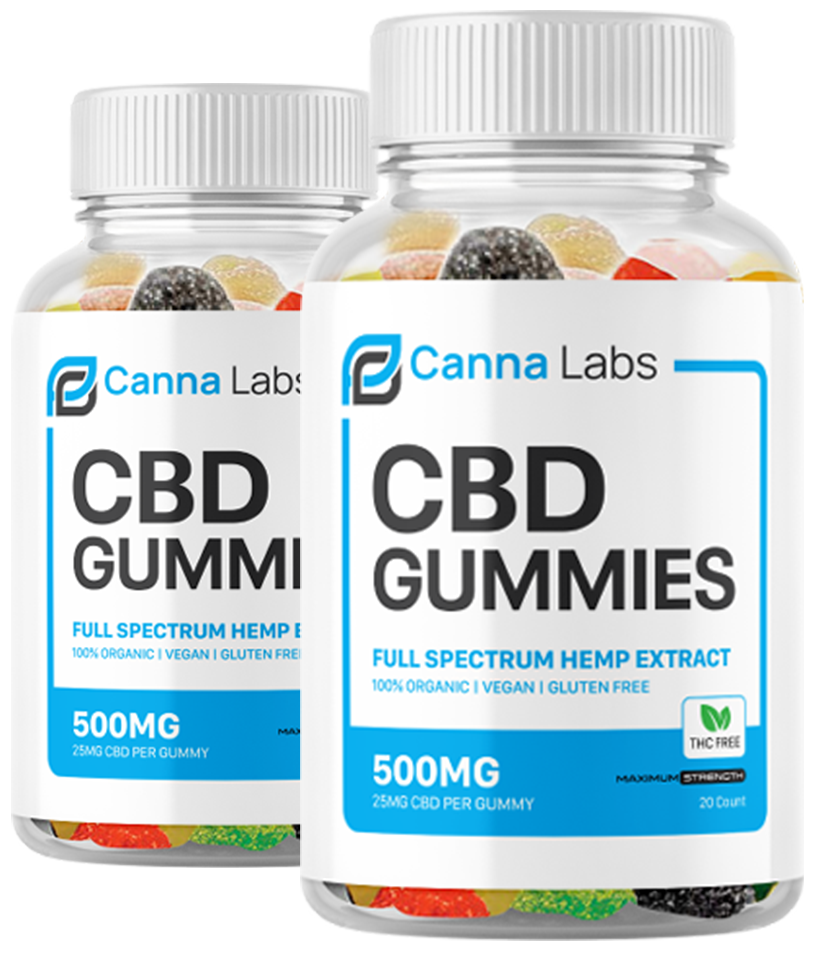 Canna Labs
CBD
GUMMI
FULL SPECTRUM HEMP E
100% ORGANIC | VEGAN | GLUTEN FREE
500MG
25MG CBD PER GUMMY
MAX
Canna Labs
CBD
GUMMIES
FULL SPECTRUM HEMP EXTRACT
100% ORGANIC | VEGAN | GLUTEN FREE
THC FREE
500MG
MAXIMUM STRENGTH
25MG CBD PER GUMMY
20 Count